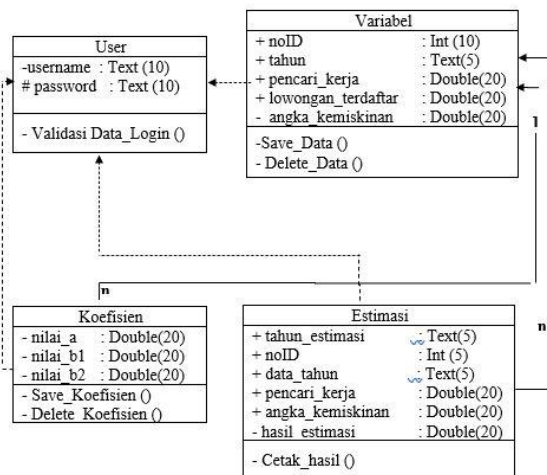 User
-username : Text (10)
# password : Text (10)
- Validasi Data_Login ()
Variabel
+ noID : Int (10)
+ tahun : Text(5)
+ pencari_kerja : Double(20)
+ lowongan_terdaftar : Double(20)
- angka_kemiskinan : Double(20)
-Save_Data ()
- Delete_Data ()
1
n
n
Koefisien
- nilai_a : Double(20)
- nilai_b1 : Double(20)
- nilai_b2 : Double(20)
- Save_Koefisien ()
- Delete_Koefisien ()
Estimasi
+ tahun_estimasi : Text(5)
+ noID : Int (5)
+ data_tahun : Text(5)
+ pencari_kerja : Double(20)
+ angka_kemiskinan : Double(20)
- hasil_estimasi : Double(20)
- Cetak_hasil ()